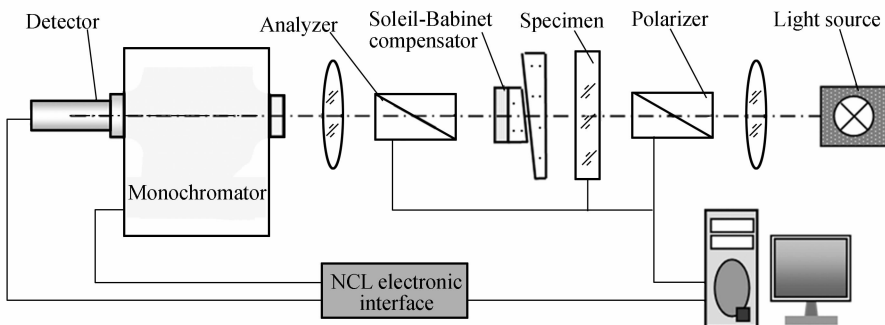 Detector
Analyzer
Soleil-Babinet
compensator
Specimen
Polarizer
Light source
Monochromator
NCL electronic
interface